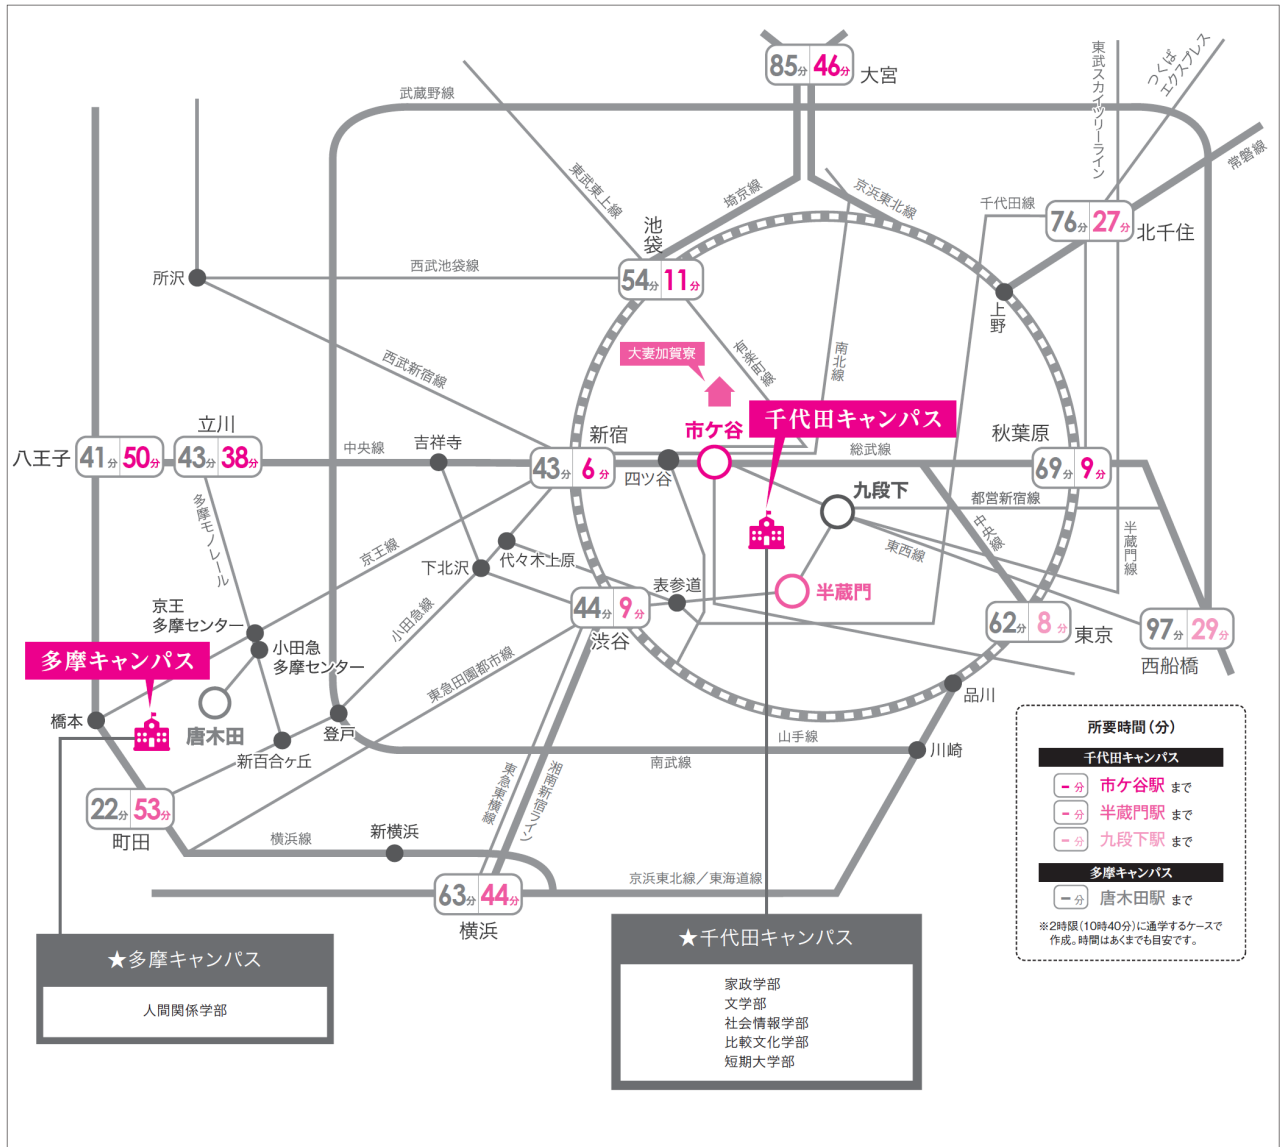 85分 46分
大宮
東武スカイツリーライン
つくば
エクスプレス
武蔵野線
常磐線
東武東上線
埼京線
京浜東北線
千代田線
76分 27分
北千住
池袋
54分 11分
所沢
西武池袋線
上野
西武新宿線
大妻加賀寮
有楽町線
南北線
千代田キャンパス
立川
八王子
41分 50分
43分 38分
中央線
吉祥寺
新宿
43分 6分
四ツ谷
市ケ谷
総武線
秋葉原
69分 9分
九段下
都営新宿線
多摩モノレール
京王線
代々木上原
下北沢
東西線
中央線
半蔵門線
表参道
半蔵門
京王
多摩センター
小田急
多摩センター
小田急線
44分 9分
渋谷
62分 8分
東京
97分 29分
西船橋
多摩キャンパス
橋本
唐木田
東急田園都市線
品川
新百合ヶ丘
登戸
山手線
川崎
南武線
22分 53分
町田
横浜線
新横浜
東急東横線
湘南新宿ライン
京浜東北線／東海道線
63分 44分
横浜
所要時間（分）
千代田キャンパス
-分 市ケ谷駅 まで
-分 半蔵門駅 まで
-分 九段下駅 まで
多摩キャンパス
-分 唐木田駅 まで
※2時限（10時40分）に通学するケースで
作成。時間はあくまでも目安です。
★多摩キャンパス
人間関係学部
★千代田キャンパス
家政学部
文学部
社会情報学部
比較文化学部
短期大学部